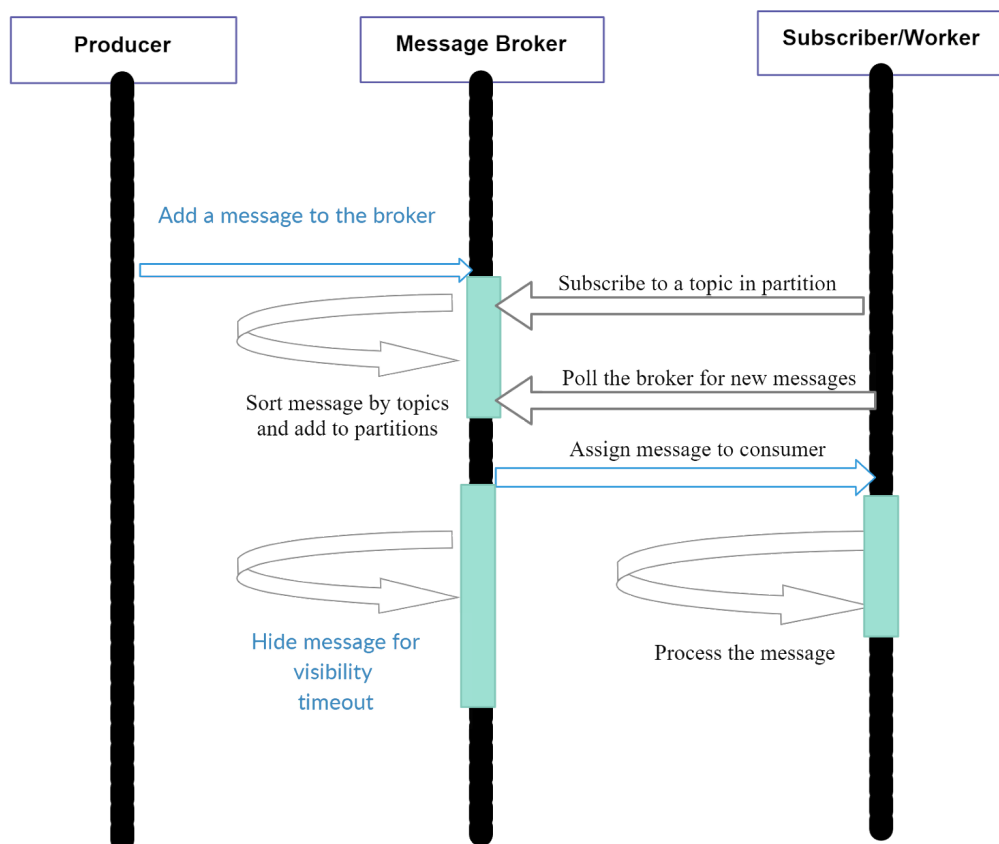 Producer
Message Broker
Subscriber/Worker
Add a message to the broker
Subscribe to a topic in partition
Poll the broker for new messages
Sort message by topics
and add to partitions
Assign message to consumer
Hide message for
visibility
timeout
Process the message